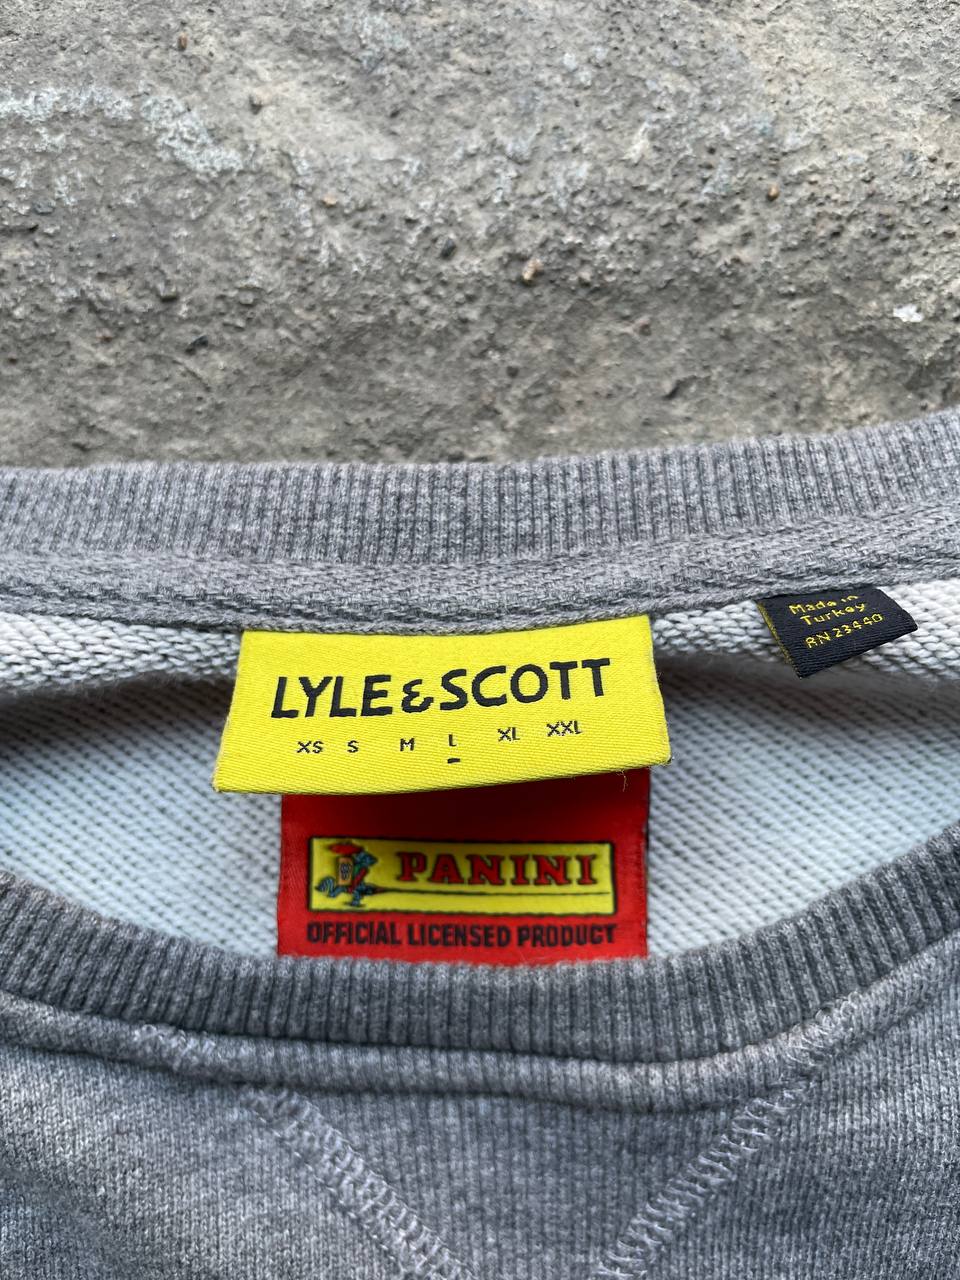 Made in
Turkey
RN 23440
LYLE & SCOTT
XS S M L XL XXL
PANINI
OFFICIAL LICENSED PRODUCT